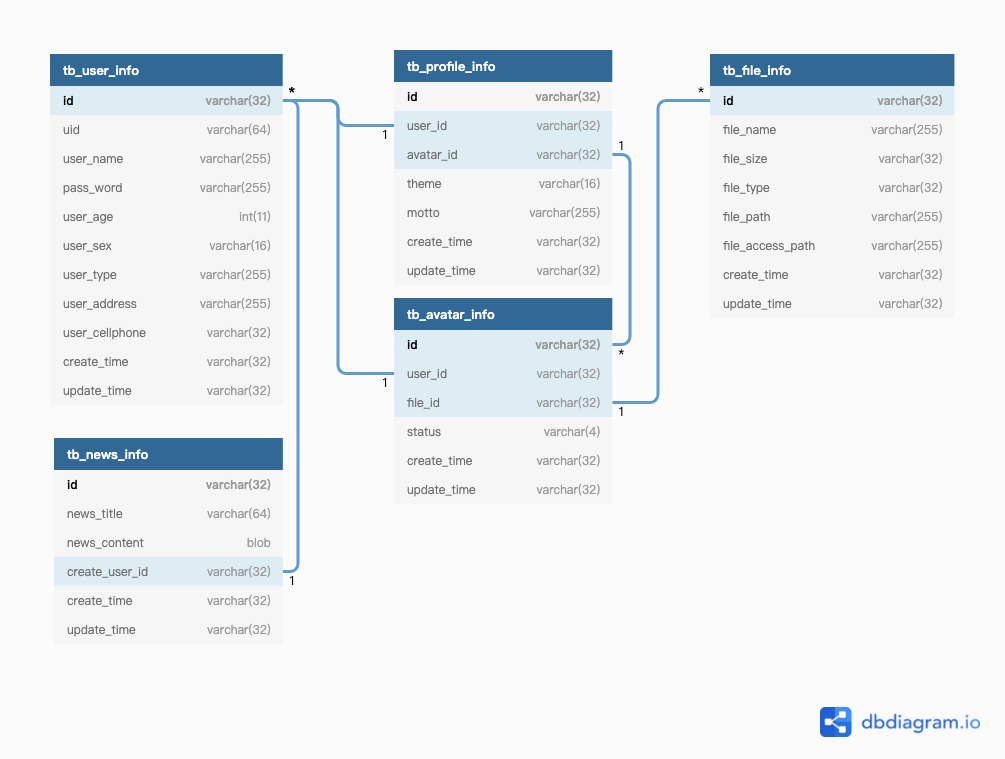 tb_user_info
id varchar(32)
uid varchar(64)
user_name varchar(255)
pass_word varchar(255)
user_age int(11)
user_sex varchar(16)
user_type varchar(255)
user_address varchar(255)
user_cellphone varchar(32)
create_time varchar(32)
update_time varchar(32)
*
1
1
tb_news_info
id varchar(32)
news_title varchar(64)
news_content blob
create_user_id varchar(32)
create_time varchar(32)
update_time varchar(32)
1
tb_profile_info
id varchar(32)
user_id varchar(32)
avatar_id varchar(32)
theme varchar(16)
motto varchar(255)
create_time varchar(32)
update_time varchar(32)
1
tb_avatar_info
id varchar(32)
user_id varchar(32)
file_id varchar(32)
status varchar(4)
create_time varchar(32)
update_time varchar(32)
*
1
tb_file_info
*
id varchar(32)
file_name varchar(255)
file_size varchar(32)
file_type varchar(32)
file_path varchar(255)
file_access_path varchar(255)
create_time varchar(32)
update_time varchar(32)
dbdiagram.io